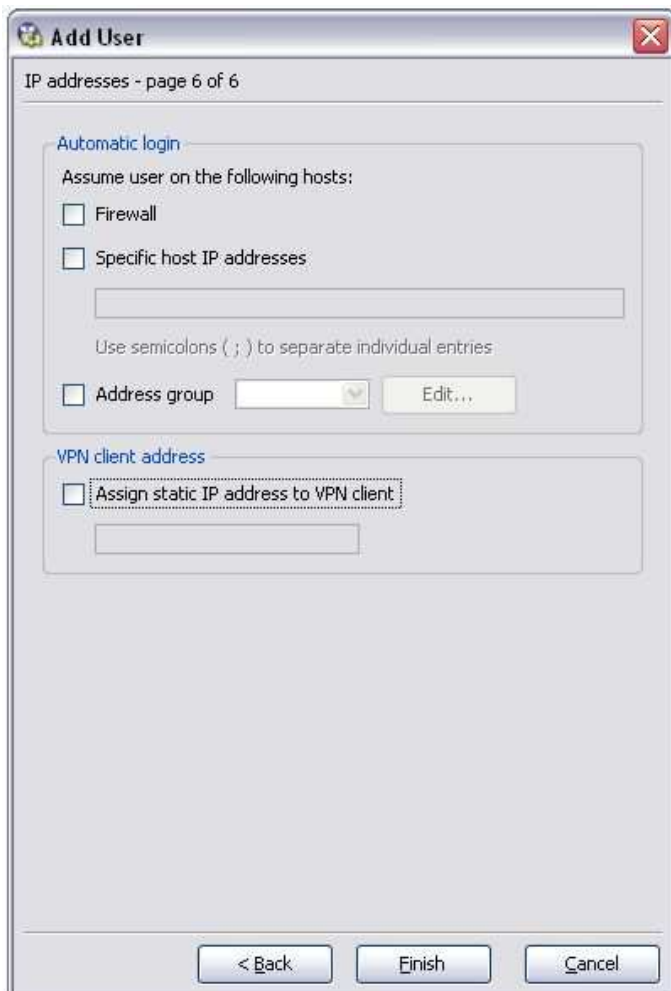 Add User
IP addresses - page 6 of 6
Automatic login
Assume user on the following hosts:
Firewall
Specific host IP addresses
Use semicolons ( ; ) to separate individual entries
Address group
Edit...
VPN client address
Assign static IP address to VPN client
< Back
Finish
Cancel